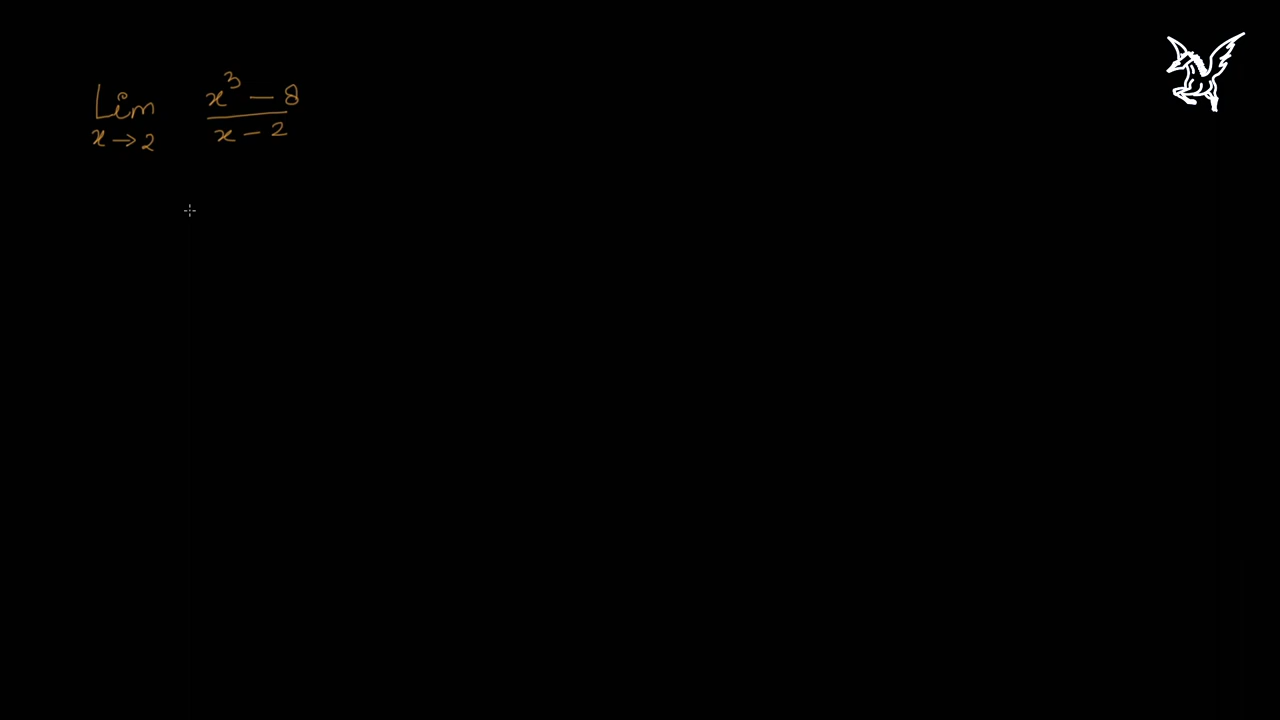 Lim x→2 x³ − 8 / x − 2